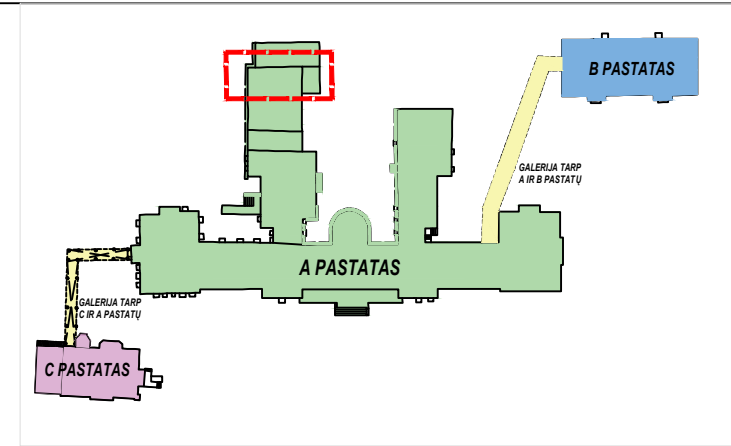 B PASTATAS
GALERIJA TARP
A IR B PASTATŲ
A PASTATAS
GALERIJA TARP
C IR A PASTATŲ
C PASTATAS